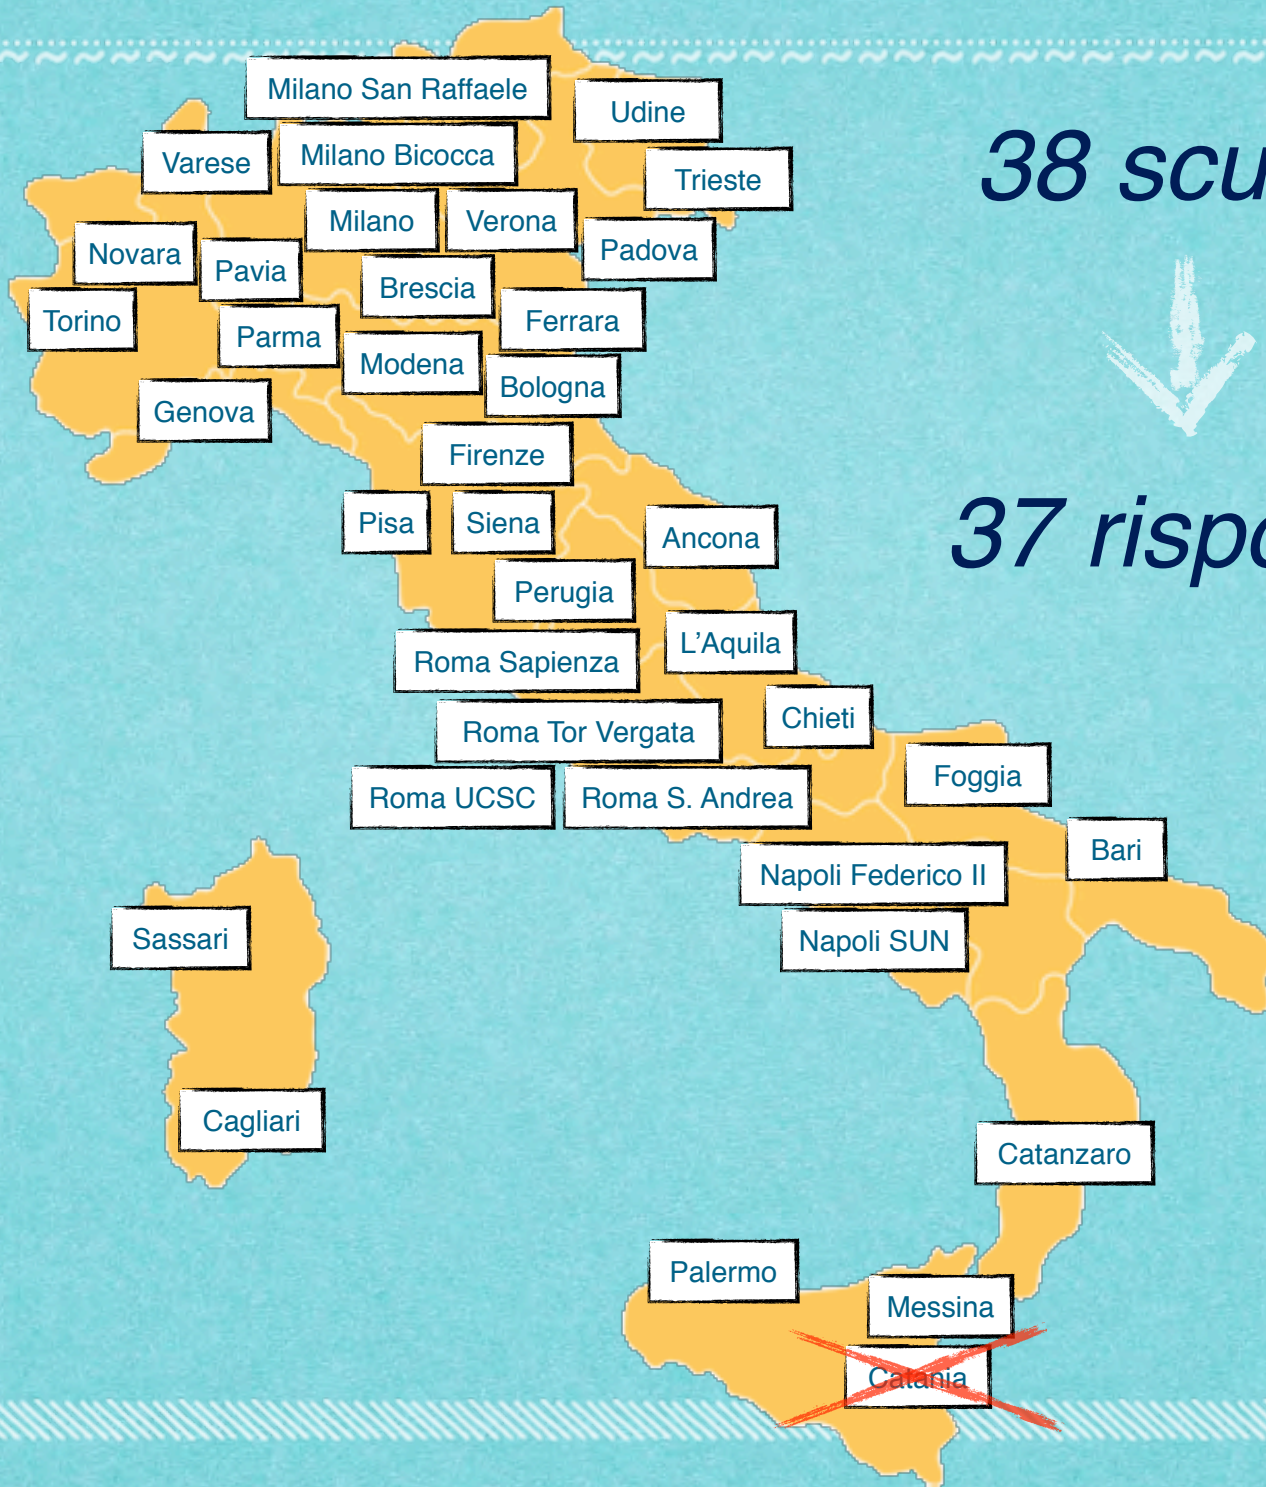 Milano San Raffaele
Udine
38 scu
Varese
Milano Bicocca
Trieste
Milano
Verona
Padova
Novara
Pavia
Brescia
Torino
Parma
Ferrara
Modena
Bologna
Genova
Firenze
Pisa
Siena
Ancona
37 rispo
Perugia
L'Aquila
Roma Sapienza
Chieti
Roma Tor Vergata
Foggia
Roma UCSC
Roma S. Andrea
Bari
Napoli Federico II
Napoli SUN
Sassari
Cagliari
Catanzaro
Palermo
Messina
Catania